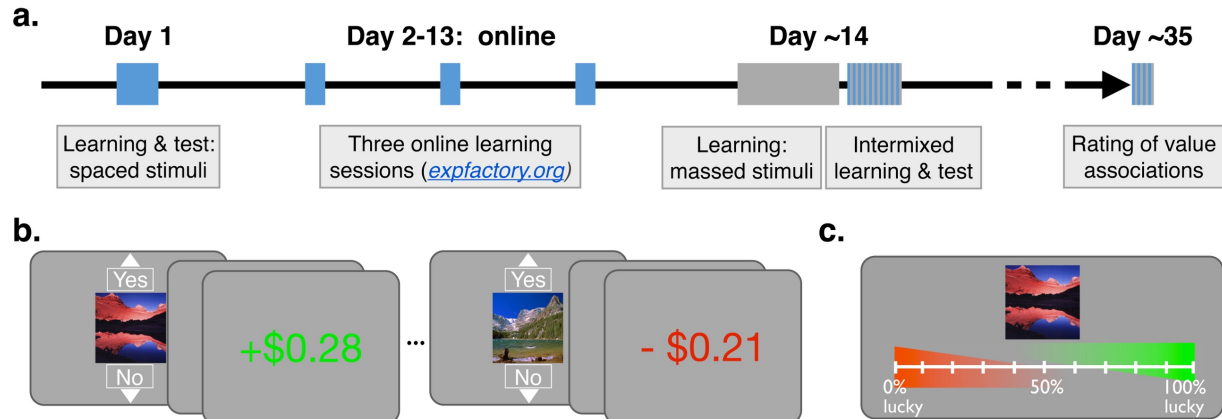 a.
Day 1
Day 2-13: online
Day ~14
Day ~35
Learning & test:
spaced stimuli
Three online learning
sessions (expfactory.org)
Learning:
massed stimuli
Intermixed
learning & test
Rating of value
associations
b.
Yes
No
+$0.28
...
Yes
No
- $0.21
c.
0%
lucky
50%
100%
lucky